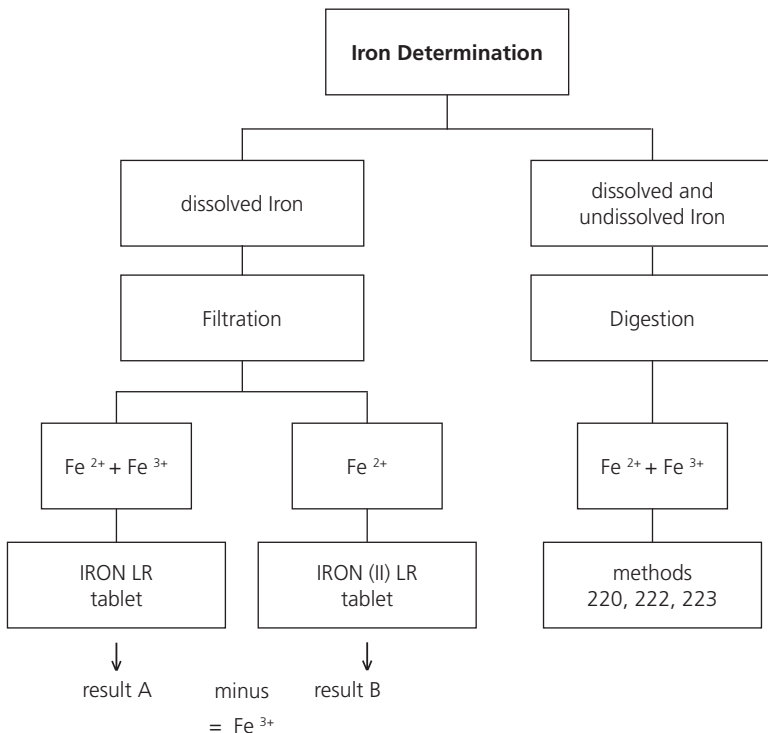 Iron Determination
dissolved Iron
dissolved and
undissolved Iron
Filtration
Digestion
Fe ²⁺ + Fe ³⁺
Fe ²⁺
Fe ²⁺ + Fe ³⁺
IRON LR
tablet
IRON (II) LR
tablet
methods
220, 222, 223
result A minus result B
= Fe ³⁺